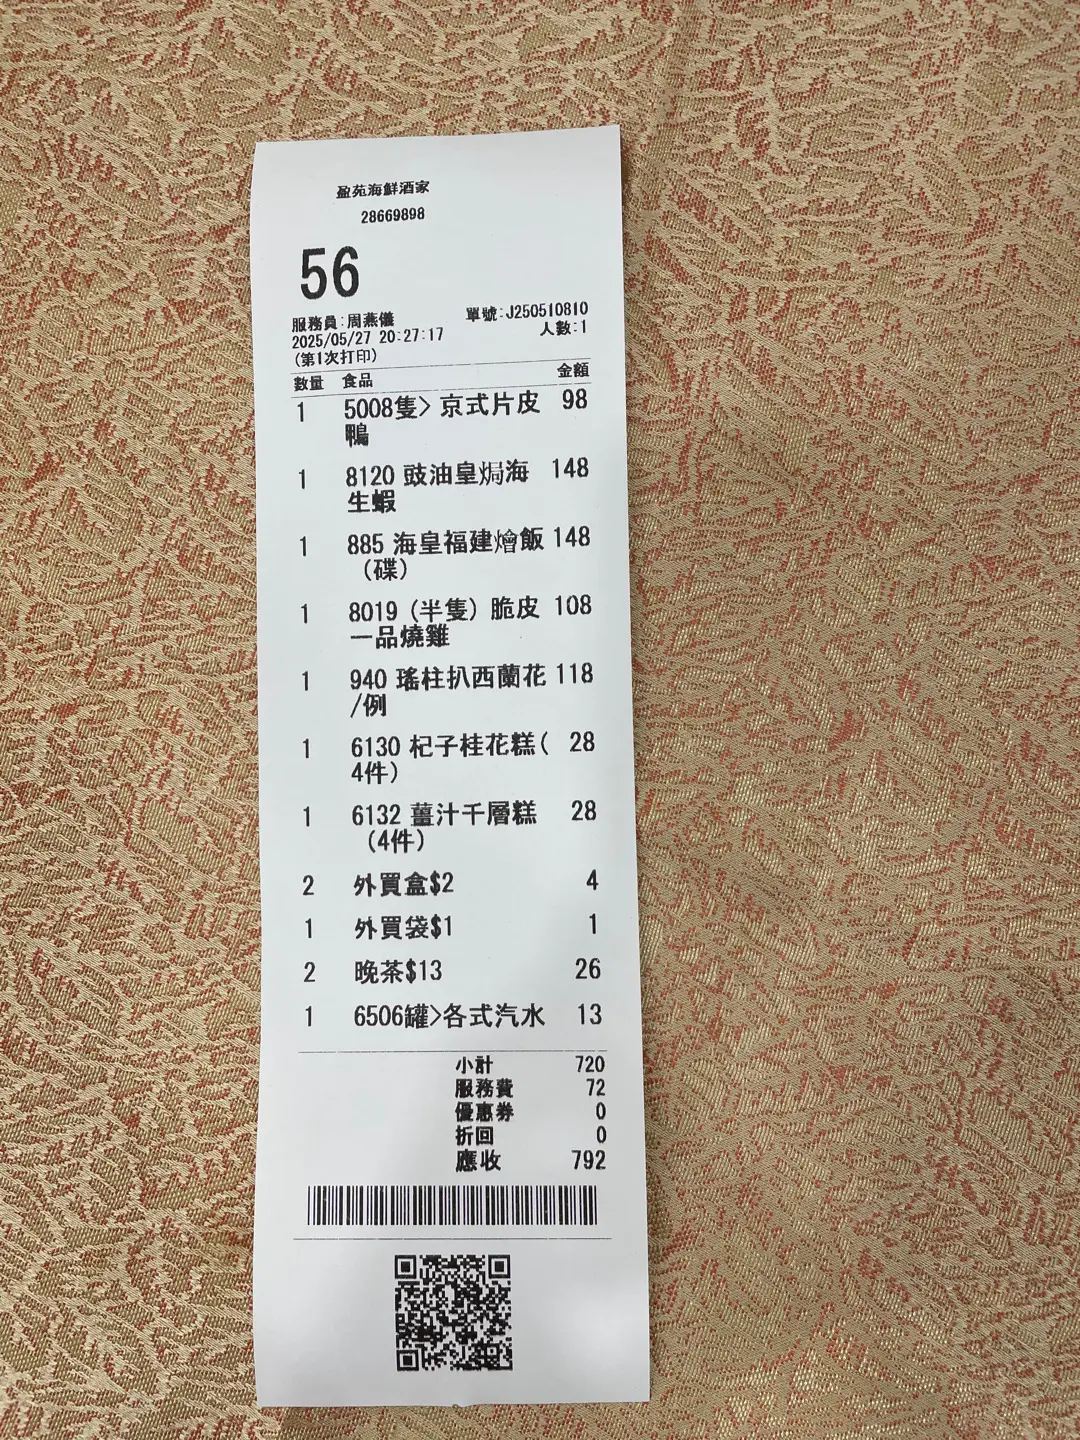 盈苑海鮮酒家
28669898
56
服務員:周燕儀 單號:J250510810
2025/05/27 20:27:17 人數:1
(第1次打印)
數量 食品 金額
1 5008隻> 京式片皮 98
鴨
1 8120 豉油皇焗海 148
生蝦
1 885 海皇福建燴飯 148
(碟)
1 8019 (半隻) 脆皮 108
一品燒雞
1 940 瑤柱扒西蘭花 118
/例
1 6130 杞子桂花糕( 28
4件)
1 6132 薑汁千層糕 28
(4件)
2 外買盒$2 4
1 外買袋$1 1
2 晚茶$13 26
1 6506罐>各式汽水 13
小計 720
服務費 72
優惠券 0
折回 0
應收 792